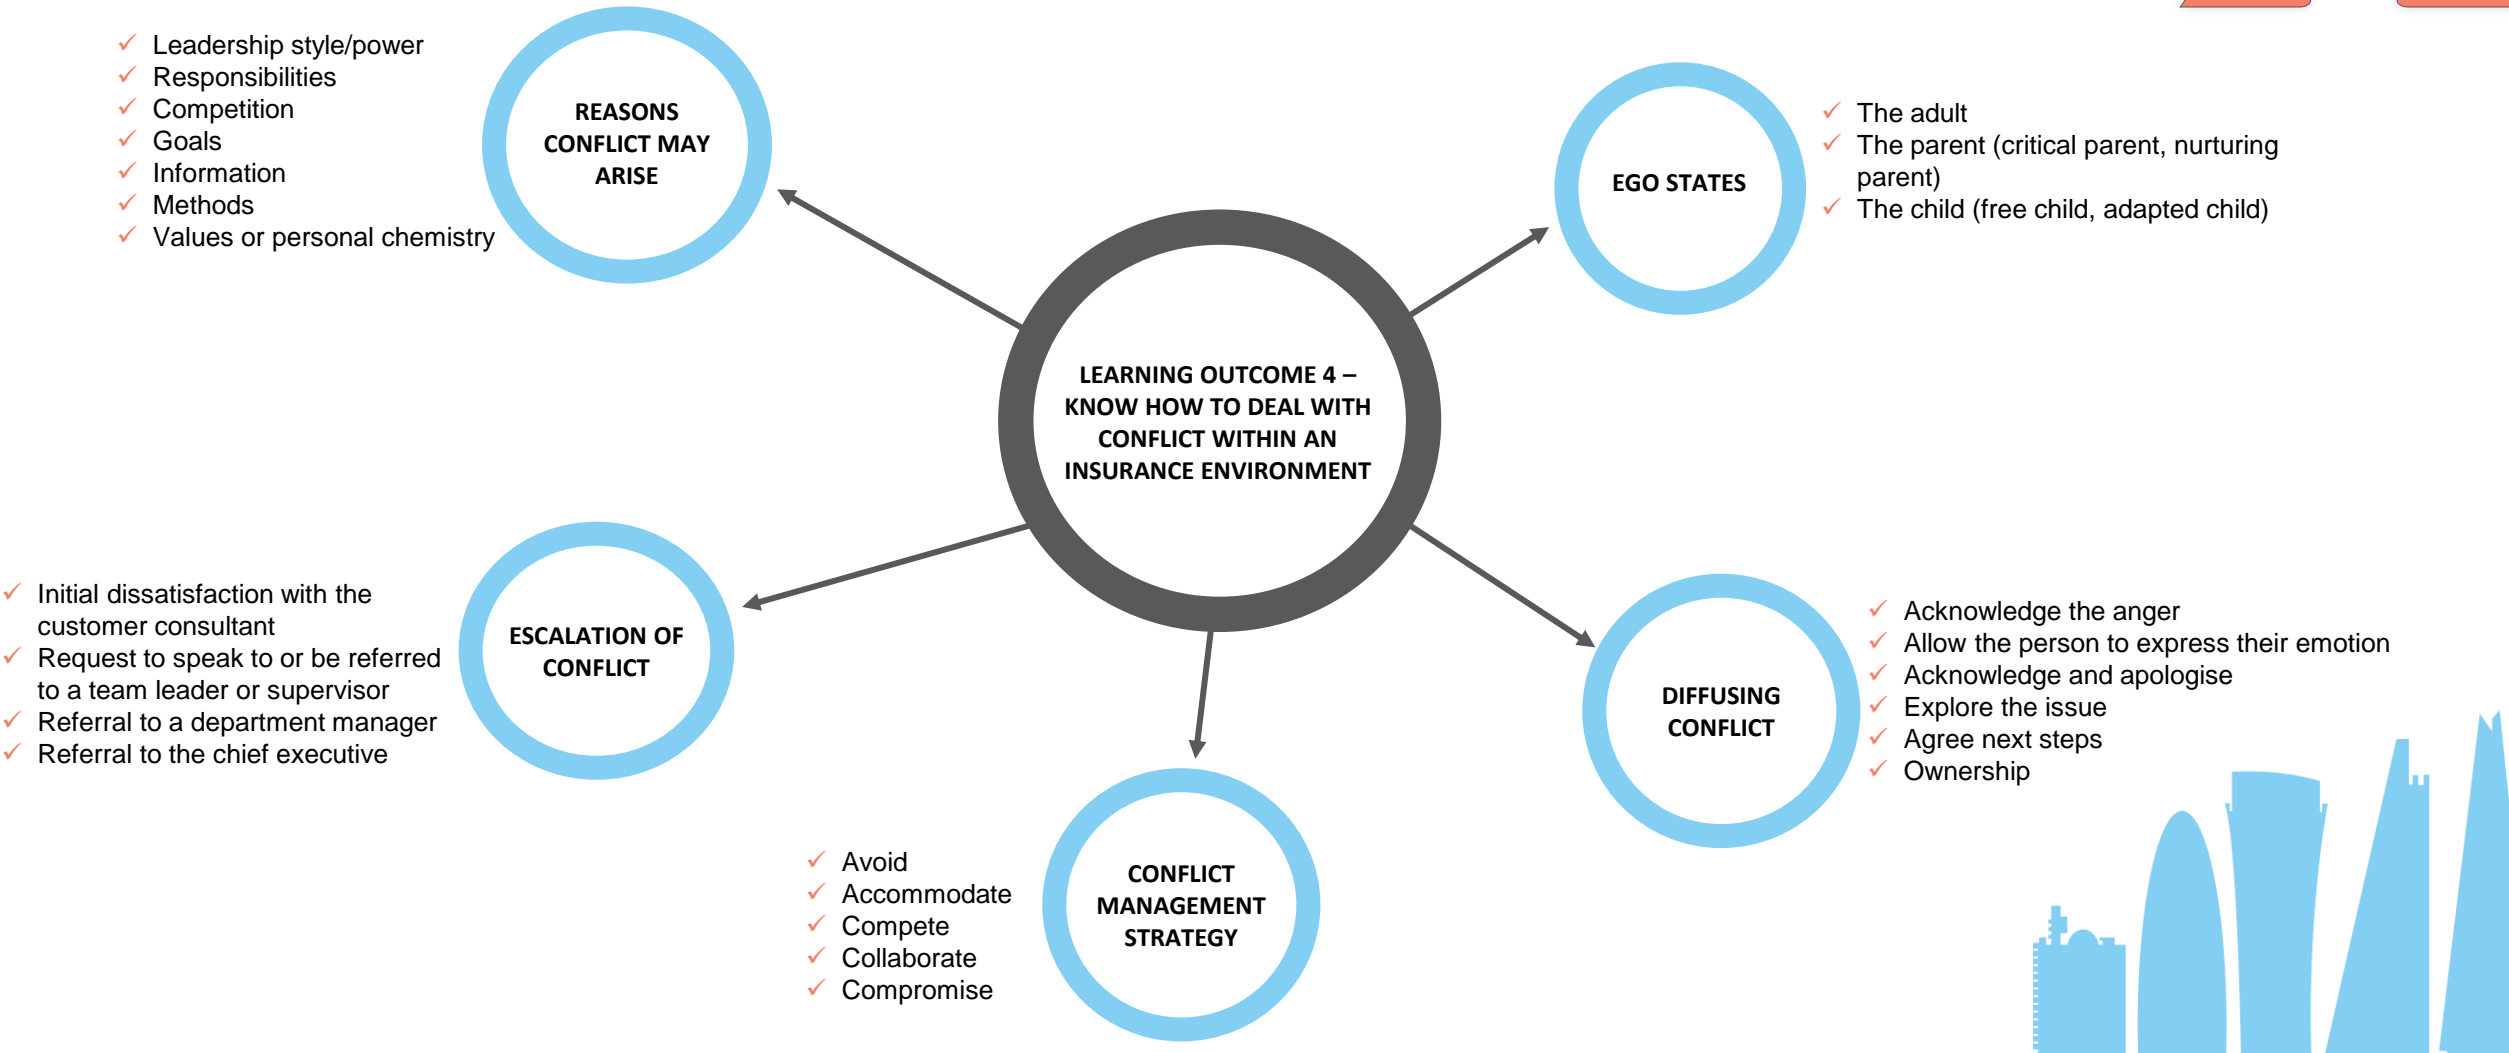 Leadership style/power
Responsibilities
Competition
Goals
Information
Methods
Values or personal chemistry
REASONS
CONFLICT MAY
ARISE
EGO STATES
The adult
The parent (critical parent, nurturing
parent)
The child (free child, adapted child)
LEARNING OUTCOME 4 –
KNOW HOW TO DEAL WITH
CONFLICT WITHIN AN
INSURANCE ENVIRONMENT
Initial dissatisfaction with the
customer consultant
Request to speak to or be referred
to a team leader or supervisor
Referral to a department manager
Referral to the chief executive
ESCALATION OF
CONFLICT
DIFFUSING
CONFLICT
Acknowledge the anger
Allow the person to express their emotion
Acknowledge and apologise
Explore the issue
Agree next steps
Ownership
Avoid
Accommodate
Compete
Collaborate
Compromise
CONFLICT
MANAGEMENT
STRATEGY